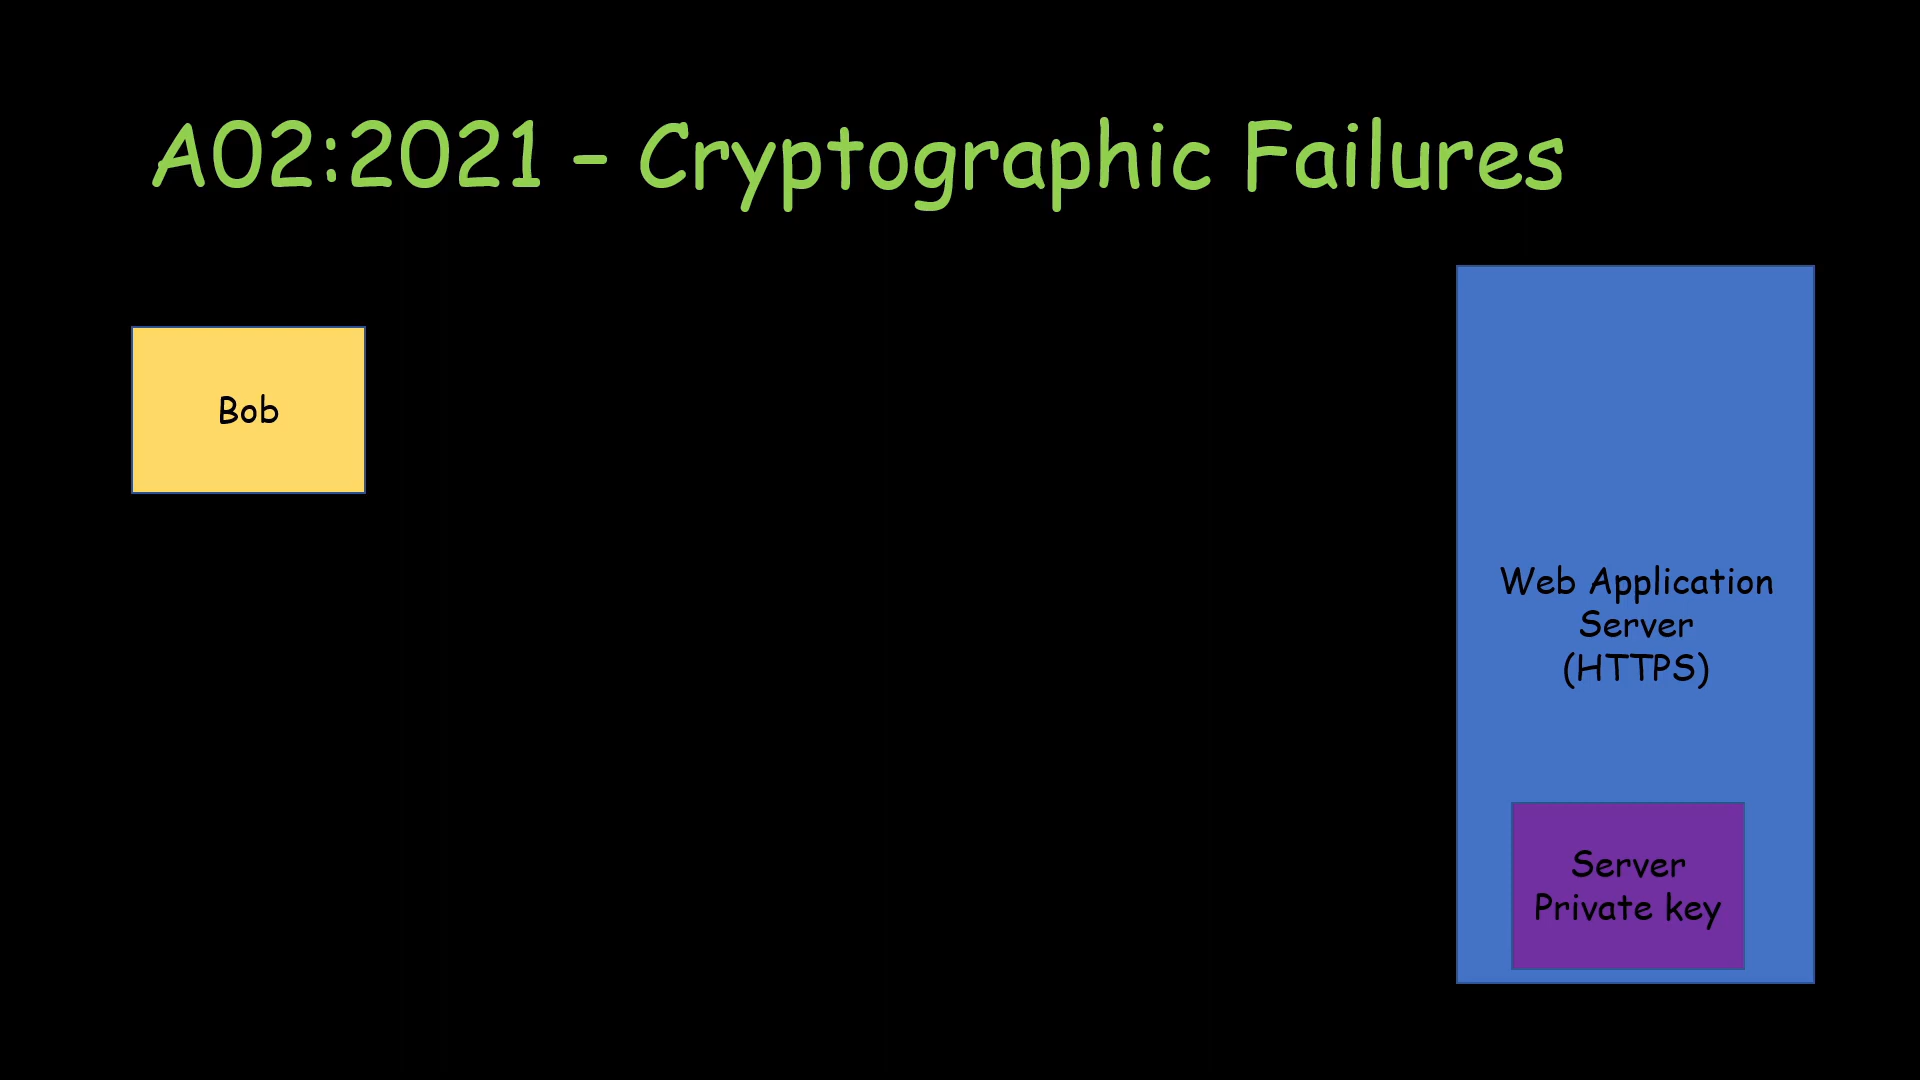 A02:2021 – Cryptographic Failures
Bob
Web Application
Server
(HTTPS)
Server
Private key